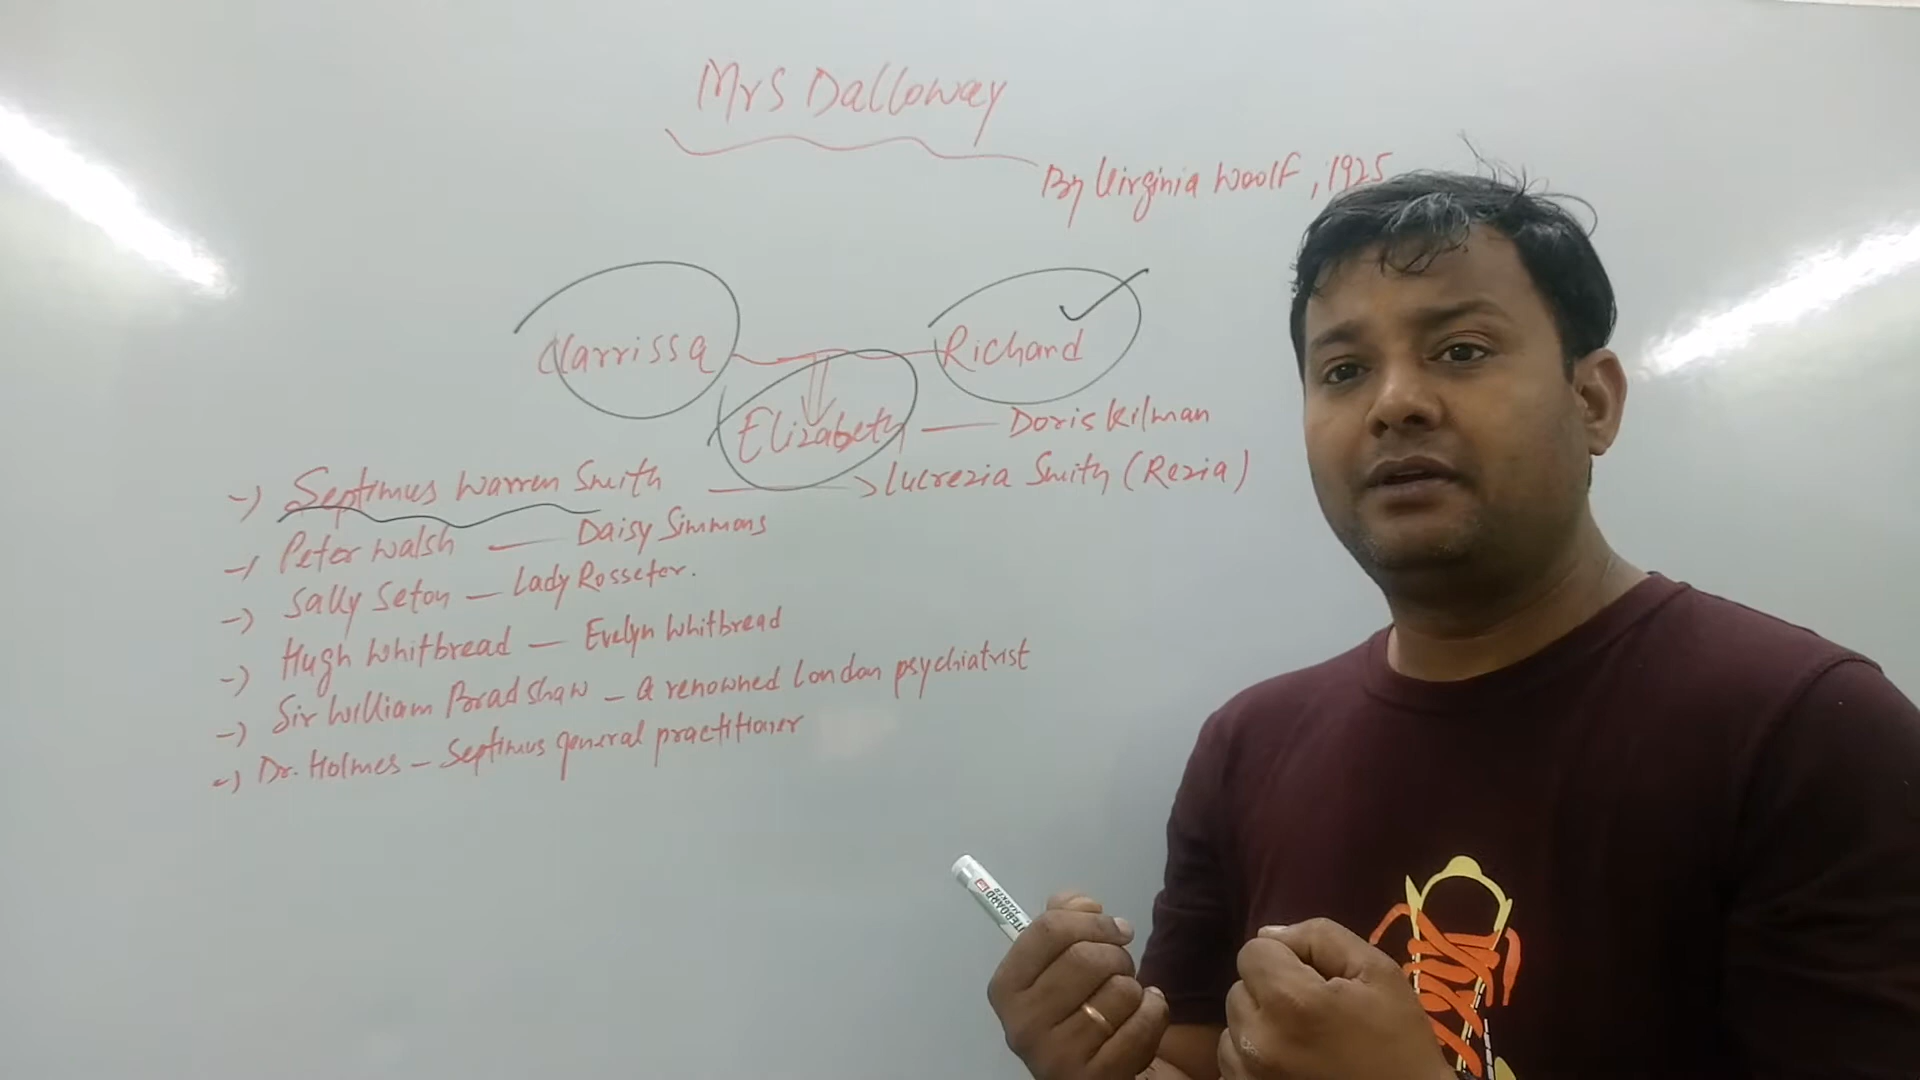 Mrs Dalloway
By Virginia Woolf, 1925
Clarrissa Richard
Elizabeth — Doris Kilman
-) Septimus Warren Smith → Lucrezia Smith (Rezia)
-) Peter Walsh — Daisy Simmons
-) Sally Seton — Lady Rosseter.
-) Hugh Whitbread — Evelyn Whitbread
-) Sir William Bradshaw — a renowned London psychiatrist
-) Dr. Holmes — Septimus general practitioner
WHITEBOARD
MARKER